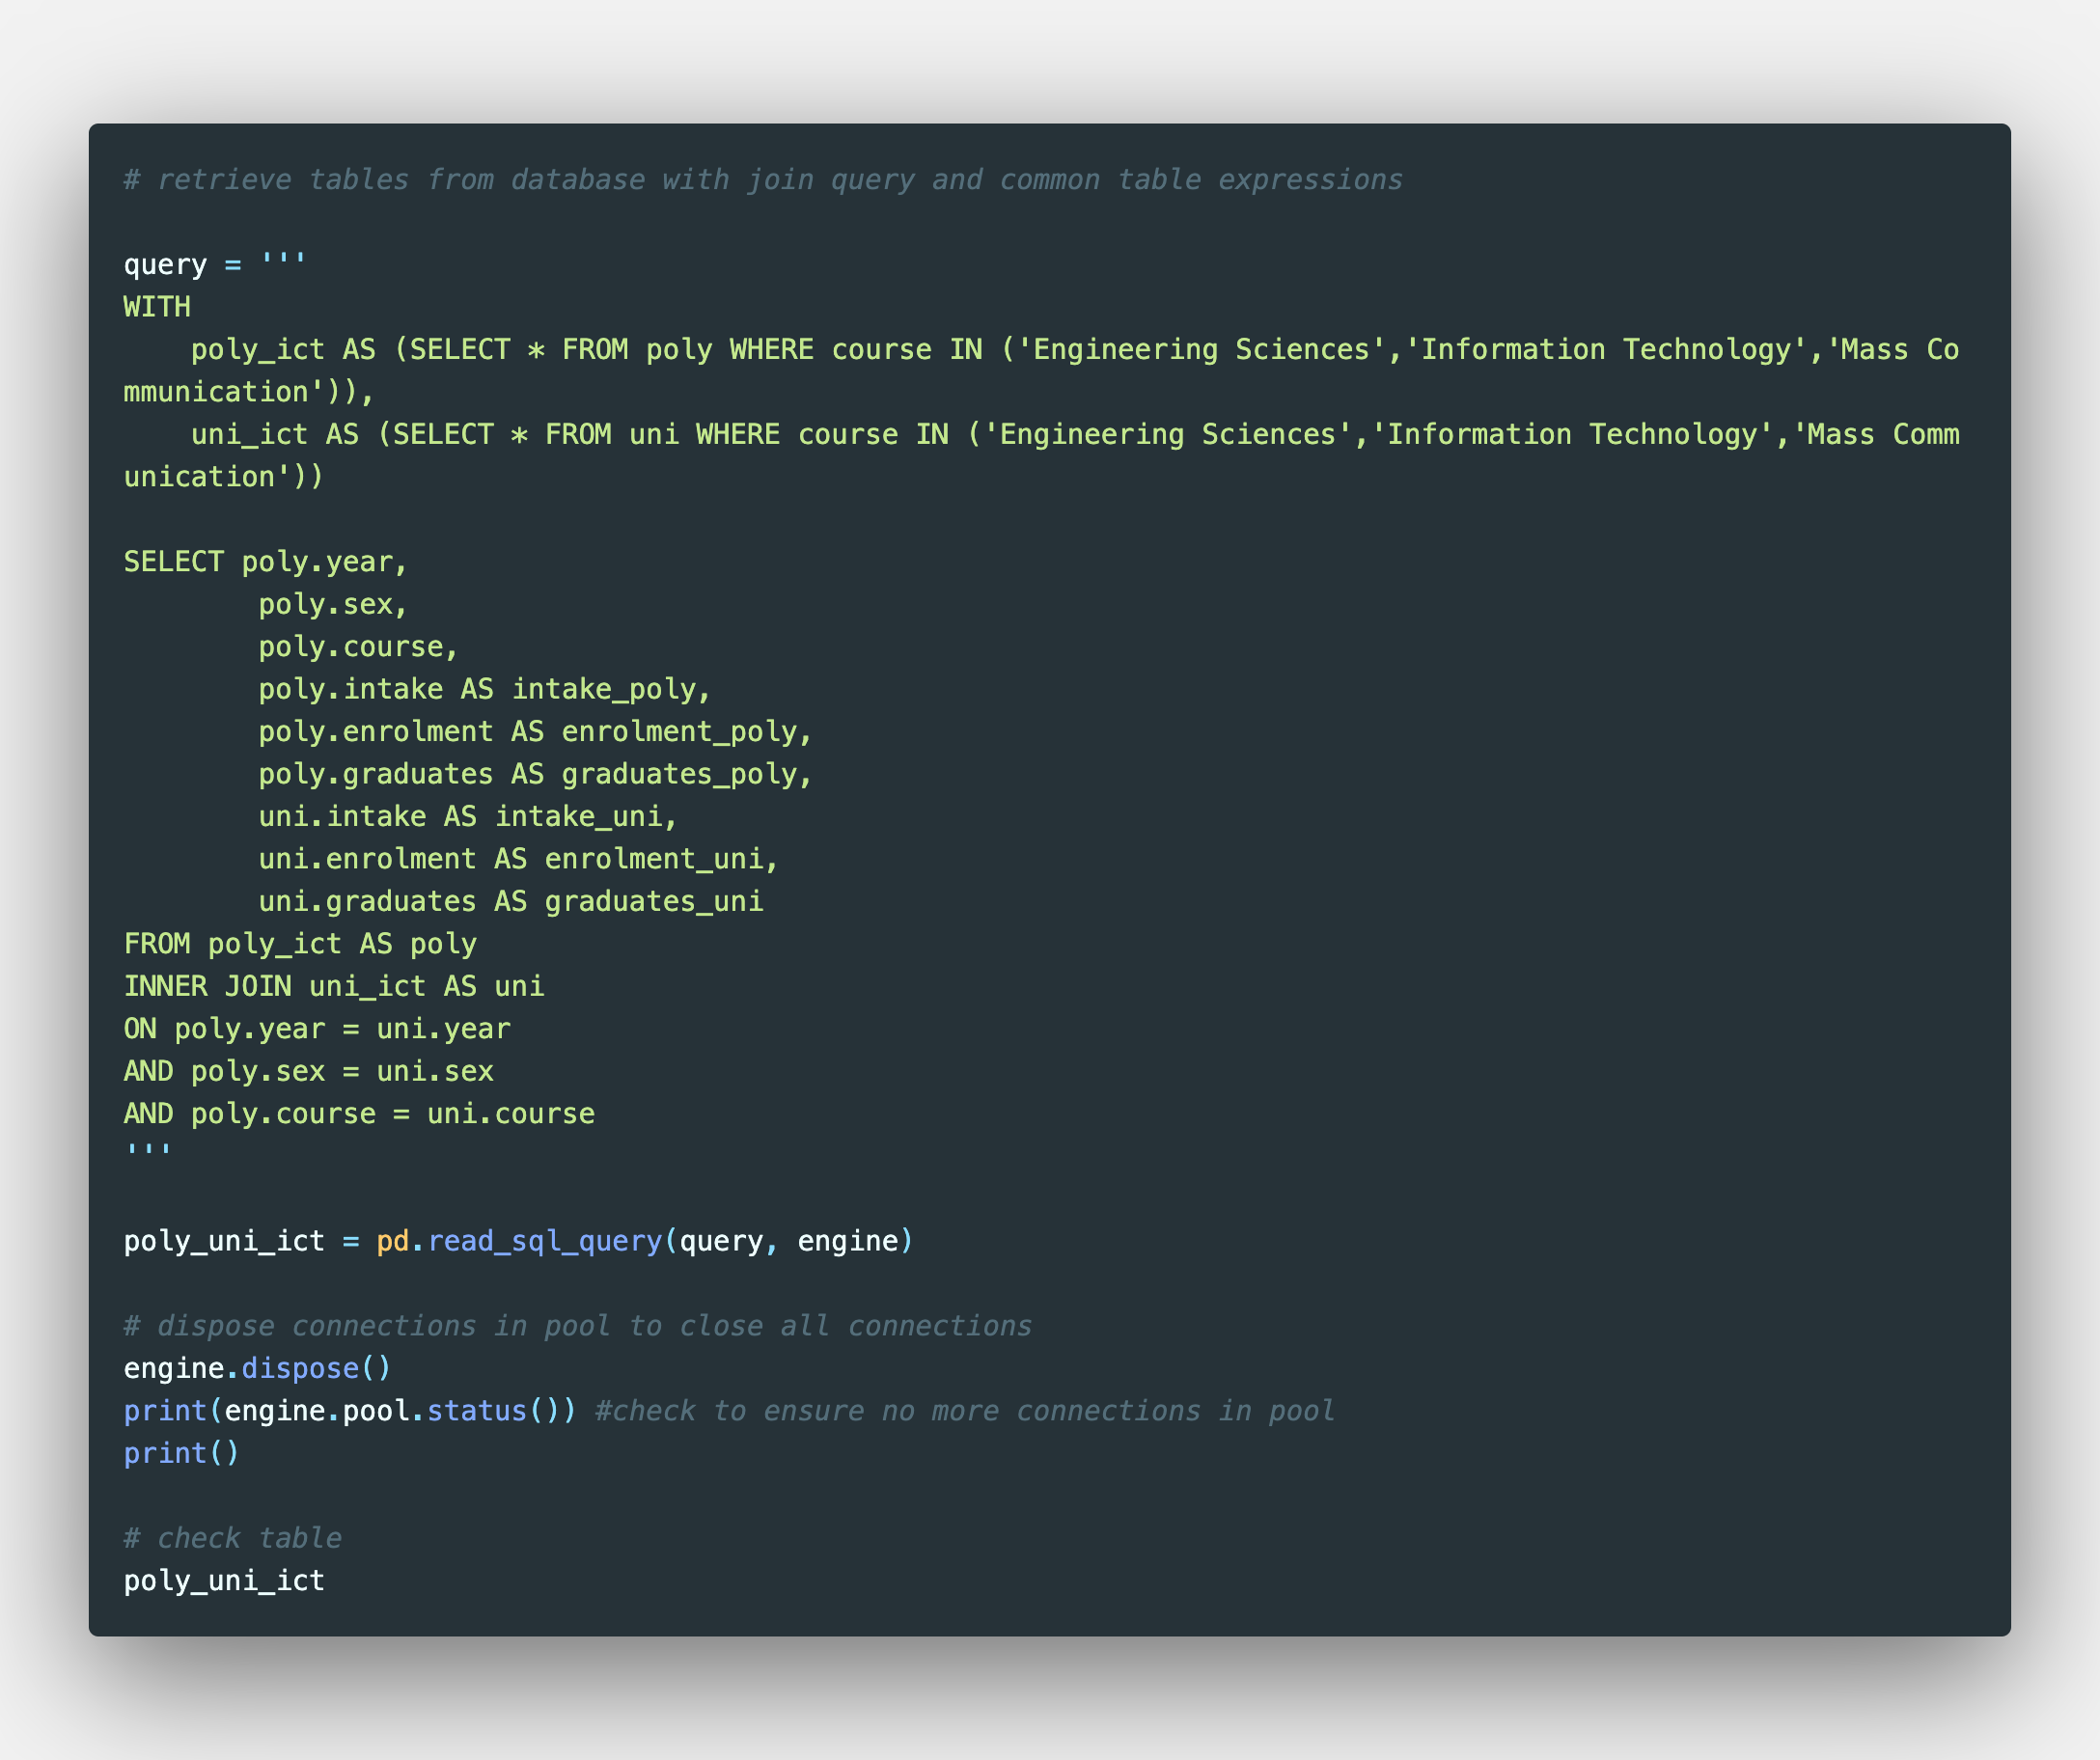 # retrieve tables from database with join query and common table expressions
query = '''
WITH
    poly_ict AS (SELECT * FROM poly WHERE course IN ('Engineering Sciences','Information Technology','Mass Co
mmunication')),
    uni_ict AS (SELECT * FROM uni WHERE course IN ('Engineering Sciences','Information Technology','Mass Comm
unication'))
SELECT poly.year,
        poly.sex,
        poly.course,
        poly.intake AS intake_poly,
        poly.enrolment AS enrolment_poly,
        poly.graduates AS graduates_poly,
        uni.intake AS intake_uni,
        uni.enrolment AS enrolment_uni,
        uni.graduates AS graduates_uni
FROM poly_ict AS poly
INNER JOIN uni_ict AS uni
ON poly.year = uni.year
AND poly.sex = uni.sex
AND poly.course = uni.course
'''
poly_uni_ict = pd.read_sql_query(query, engine)
# dispose connections in pool to close all connections
engine.dispose()
print(engine.pool.status()) #check to ensure no more connections in pool
print()
# check table
poly_uni_ict